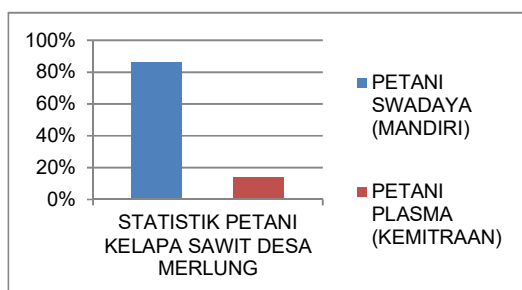 100%
80%
60%
40%
20%
0%
STATISTIK PETANI
KELAPA SAWIT DESA
MERLUNG
PETANI
SWADAYA
(MANDIRI)
PETANI
PLASMA
(KEMITRAAN)